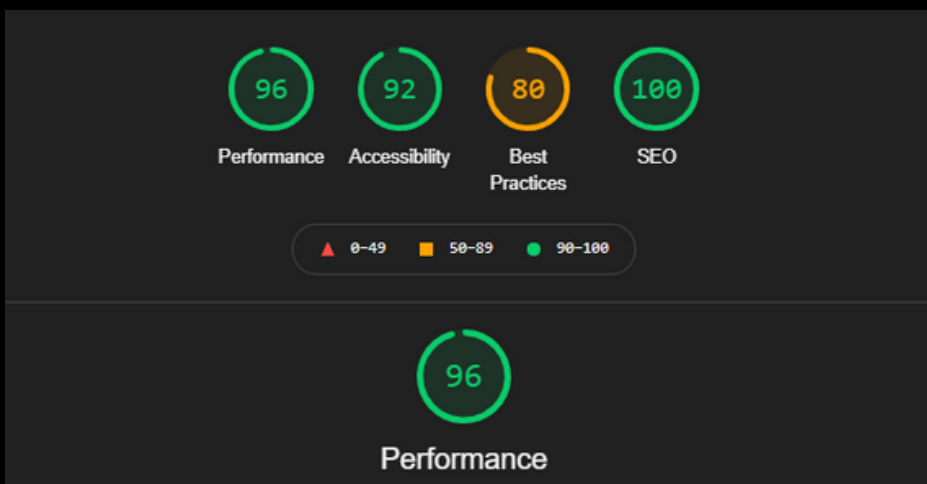 96 92 80 100
Performance Accessibility Best Practices SEO
0–49 50–89 90–100
96
Performance